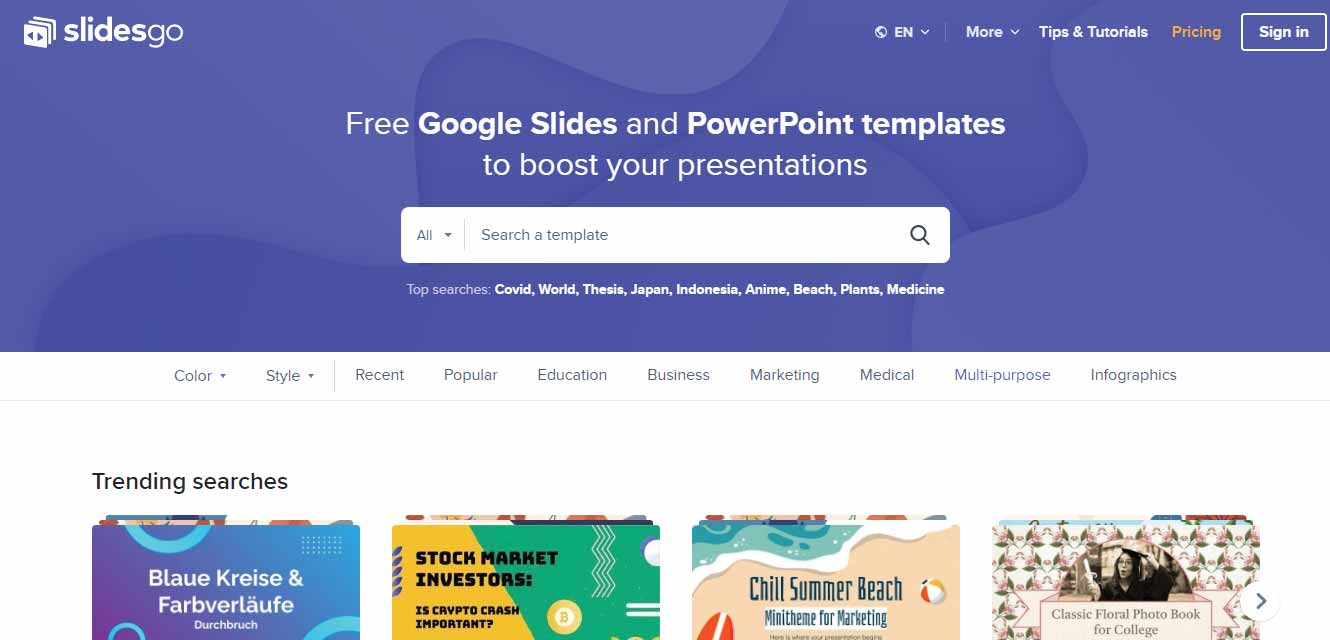 slidesgo
EN
More
Tips & Tutorials
Pricing
Sign in
Free Google Slides and PowerPoint templates
to boost your presentations
All
Search a template
Top searches: Covid, World, Thesis, Japan, Indonesia, Anime, Beach, Plants, Medicine
Color
Style
Recent
Popular
Education
Business
Marketing
Medical
Multi-purpose
Infographics
Trending searches
Blaue Kreise &
Farbverläufe
Durchbruch
STOCK MARKET
INVESTORS:
IS CRYPTO CRASH
IMPORTANT?
Chill Summer Beach
Minitheme for Marketing
Here is where your presentation begins
Classic Floral Photo Book
for College